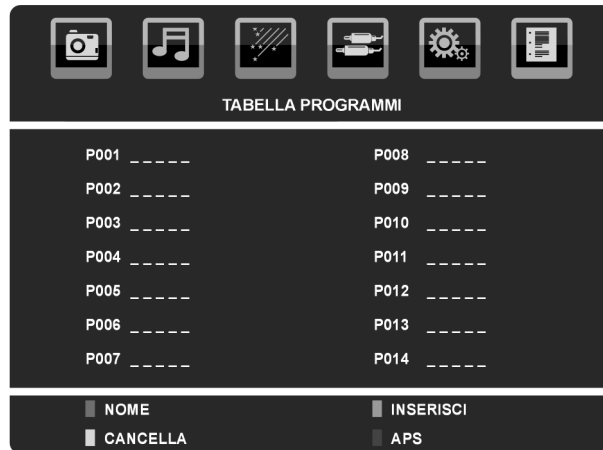 TABELLA PROGRAMMI
P001 _ _ _ _ _
P008 _ _ _ _ _
P002 _ _ _ _ _
P009 _ _ _ _ _
P003 _ _ _ _ _
P010 _ _ _ _ _
P004 _ _ _ _ _
P011 _ _ _ _ _
P005 _ _ _ _ _
P012 _ _ _ _ _
P006 _ _ _ _ _
P013 _ _ _ _ _
P007 _ _ _ _ _
P014 _ _ _ _ _
NOME
INSERISCI
CANCELLA
APS